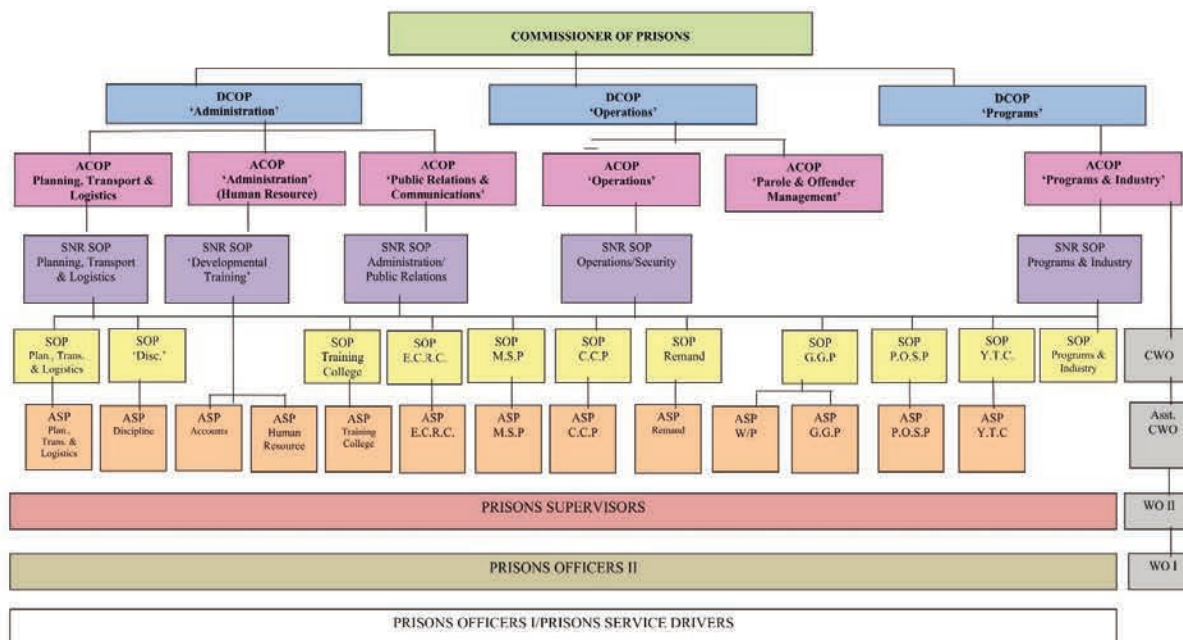 COMMISSIONER OF PRISONS
DCOP
‘Administration’
DCOP
‘Operations’
DCOP
‘Programs’
ACOP
Planning, Transport &
Logistics
ACOP
‘Administration’
(Human Resource)
ACOP
‘Public Relations &
Communications’
ACOP
‘Operations’
ACOP
‘Parole & Offender
Management’
ACOP
‘Programs & Industry’
SNR SOP
Planning, Transport
& Logistics
SNR SOP
‘Developmental
Training’
SNR SOP
Administration/
Public Relations
SNR SOP
Operations/Security
SNR SOP
Programs & Industry
SOP
Plan., Trans.
& Logistics
SOP
‘Disc.’
SOP
Training
College
SOP
E.C.R.C.
SOP
M.S.P
SOP
C.C.P
SOP
Remand
SOP
G.G.P
SOP
P.O.S.P
SOP
Y.T.C.
SOP
Programs &
Industry
CWO
ASP
Plan.,
Trans. &
Logistics
ASP
Discipline
ASP
Accounts
ASP
Human
Resource
ASP
Training
College
ASP
E.C.R.C.
ASP
M.S.P
ASP
C.C.P
ASP
Remand
ASP
W/P
ASP
G.G.P
ASP
P.O.S.P
ASP
Y.T.C
Asst.
CWO
PRISONS SUPERVISORS
WO II
PRISONS OFFICERS II
WO I
PRISONS OFFICERS I/PRISONS SERVICE DRIVERS